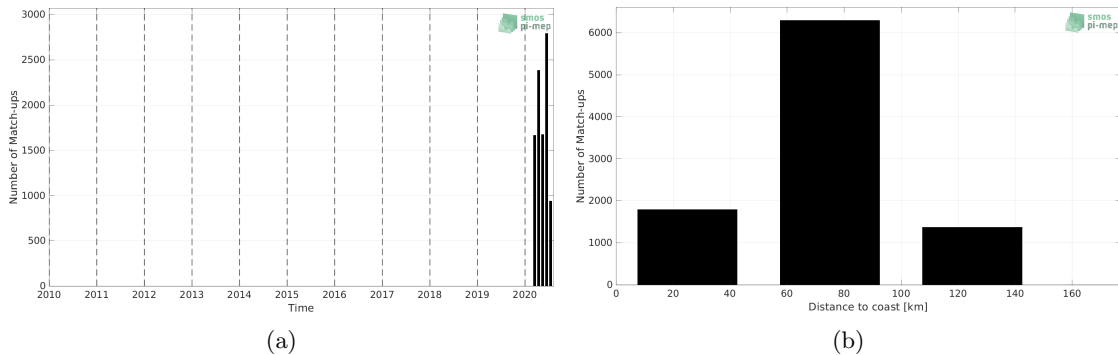 smos
pi-mep
3000
2500
2000
1500
1000
500
0
Number of Match-ups
2010 2011 2012 2013 2014 2015 2016 2017 2018 2019 2020
Time
(a)
smos
pi-mep
6000
5000
4000
3000
2000
1000
0
Number of Match-ups
0 20 40 60 80 100 120 140 160
Distance to coast [km]
(b)